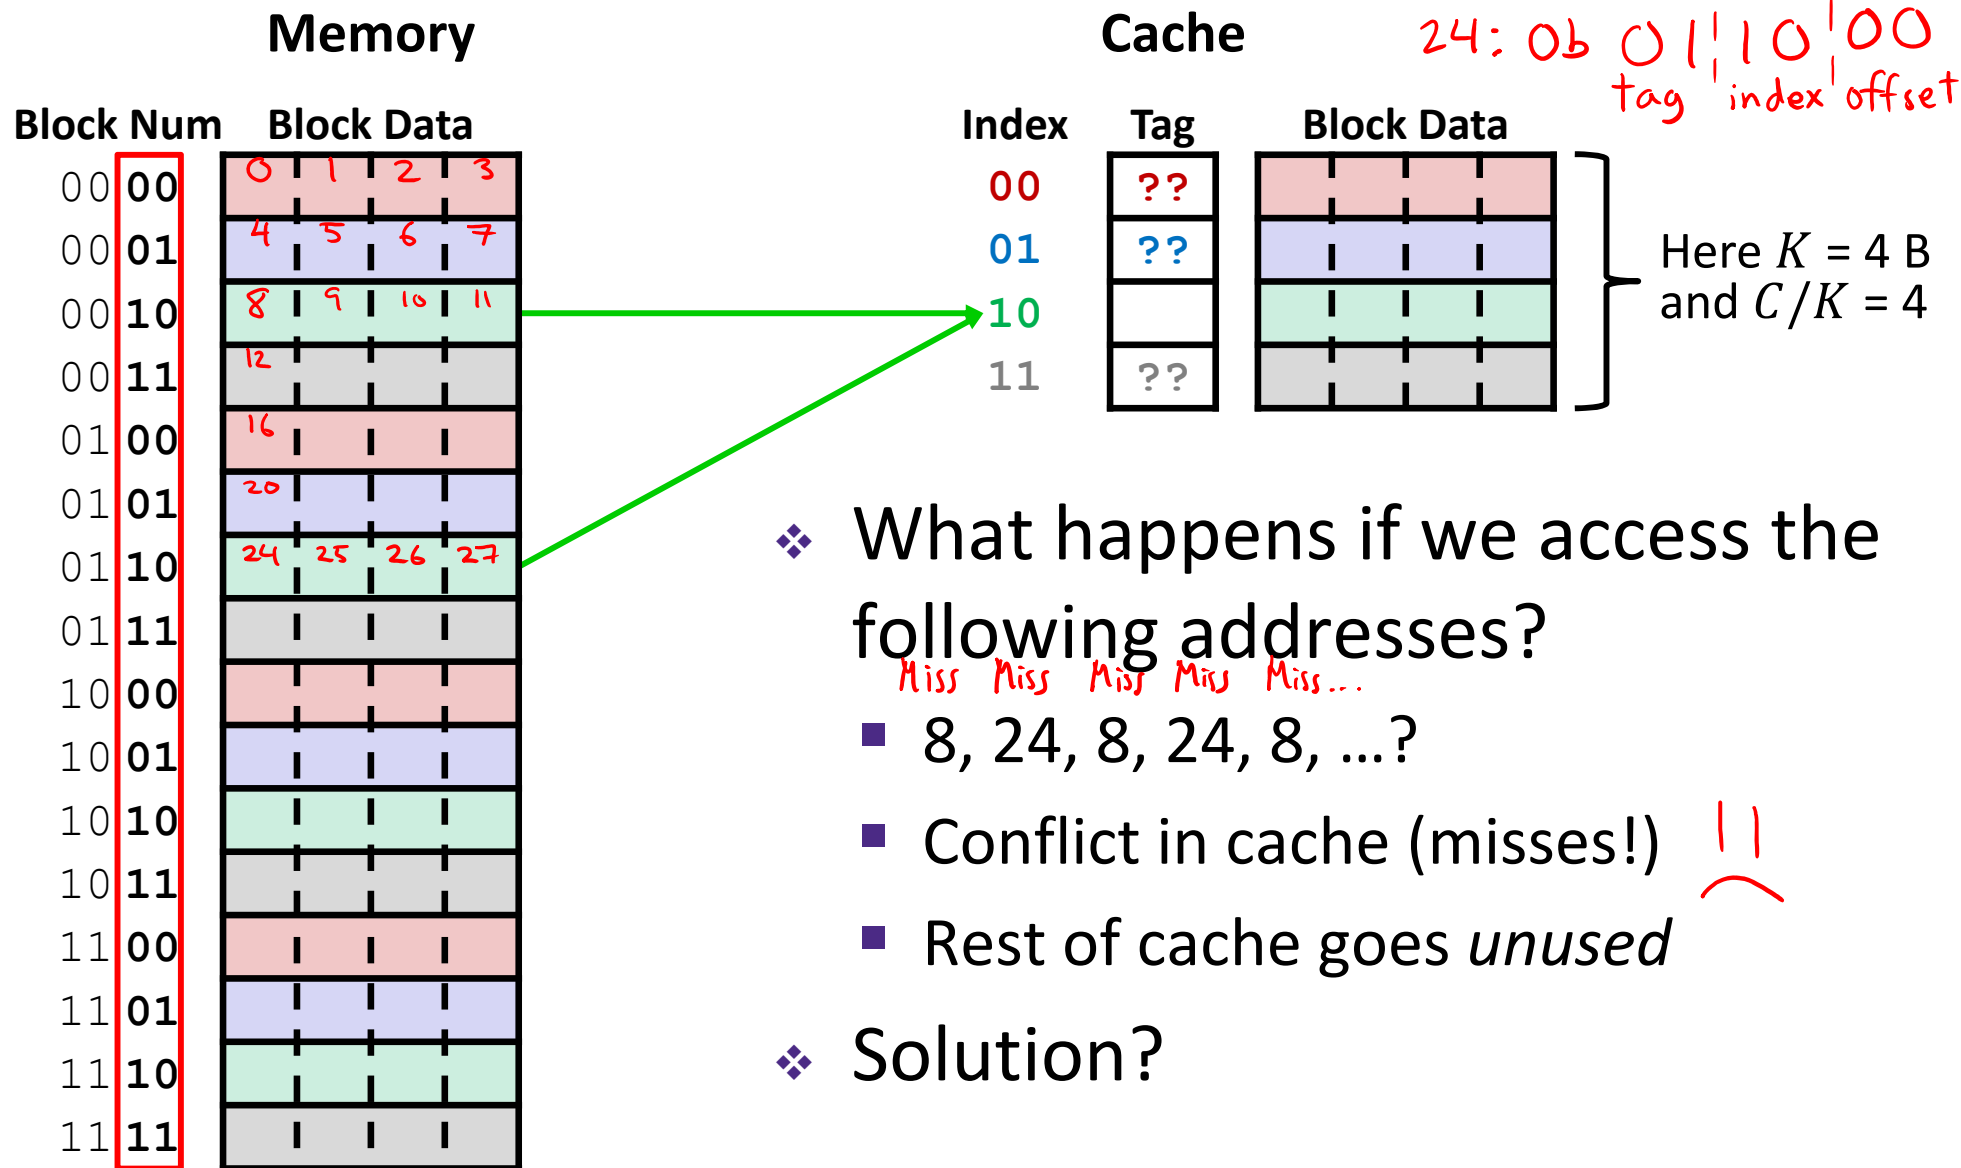 Memory
Cache
24: 0b 01 10 00
tag index offset
Block Num Block Data
Index Tag Block Data
00 00 0 1 2 3
00 ??
00 01 4 5 6 7
01 ??
00 10 8 9 10 11
10
00 11 12
11 ??
Here K = 4 B
and C/K = 4
01 00 16
01 01 20
01 10 24 25 26 27
01 11
10 00
10 01
10 10
10 11
11 00
11 01
11 10
11 11
What happens if we access the
following addresses?
Miss Miss Miss Miss Miss...
8, 24, 8, 24, 8, ...?
Conflict in cache (misses!)
Rest of cache goes unused
Solution?